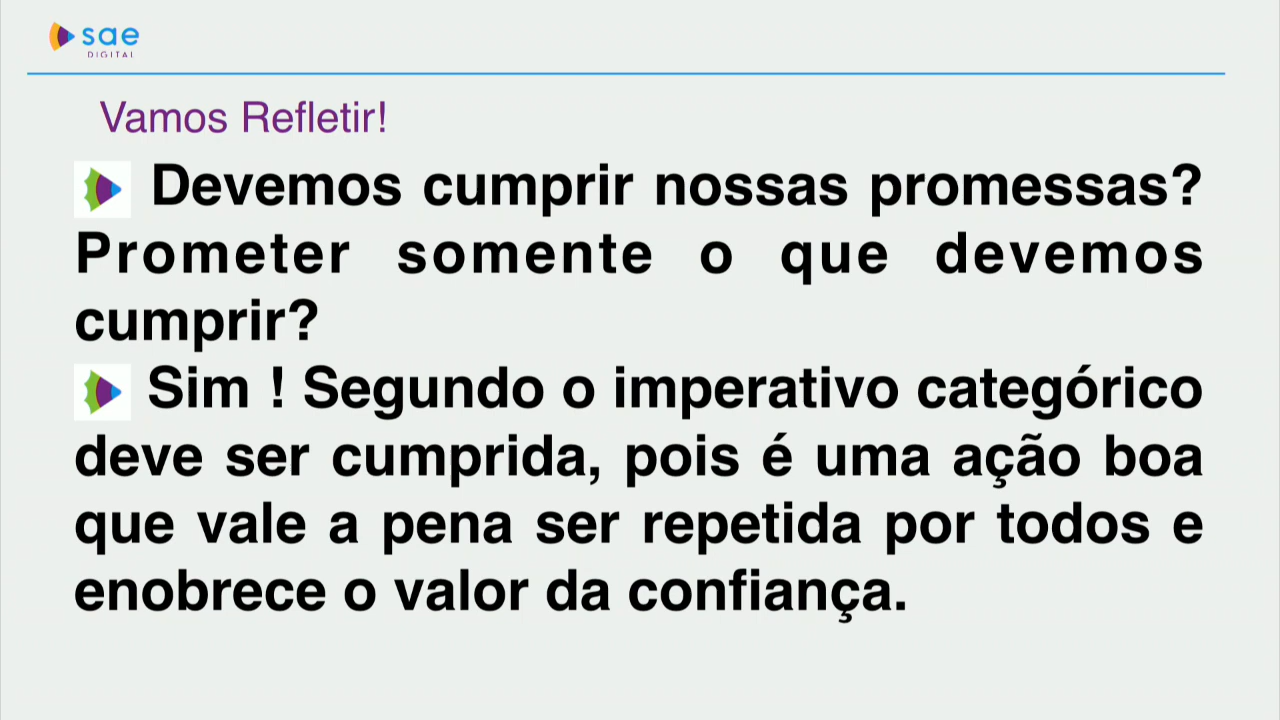 sae
DIGITAL
Vamos Refletir!
Devemos cumprir nossas promessas?
Prometer somente o que devemos
cumprir?
Sim ! Segundo o imperativo categórico
deve ser cumprida, pois é uma ação boa
que vale a pena ser repetida por todos e
enobrece o valor da confiança.